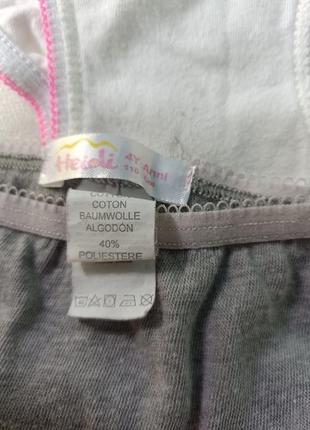 Heidi
4Y Anni
COTON
BAUMWOLLE
ALGODÓN
40%
POLIESTERE